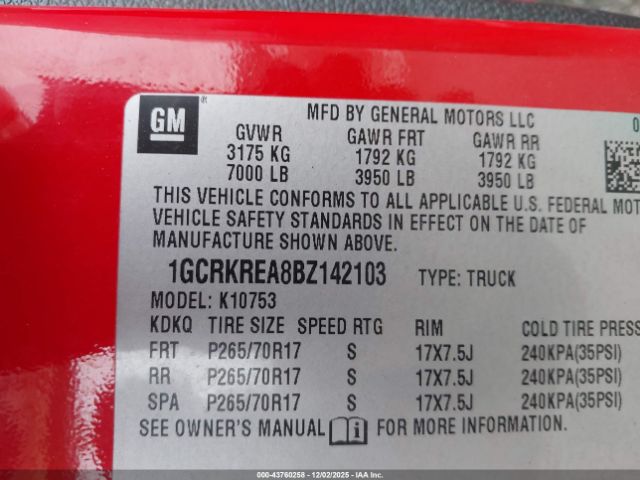 GM ®
MFD BY GENERAL MOTORS LLC 0
GVWR GAWR FRT GAWR RR
3175 KG 1792 KG 1792 KG
7000 LB 3950 LB 3950 LB
THIS VEHICLE CONFORMS TO ALL APPLICABLE U.S. FEDERAL MOT
VEHICLE SAFETY STANDARDS IN EFFECT ON THE DATE OF
MANUFACTURE SHOWN ABOVE.
1GCRKREA8BZ142103 TYPE: TRUCK
MODEL: K10753
KDKQ TIRE SIZE SPEED RTG RIM COLD TIRE PRESS
FRT P265/70R17 S 17X7.5J 240KPA(35PSI)
RR P265/70R17 S 17X7.5J 240KPA(35PSI)
SPA P265/70R17 S 17X7.5J 240KPA(35PSI)
SEE OWNER'S MANUAL i FOR MORE INFORMATION.
000-43760258 - 12/02/2025 - IAA Inc.